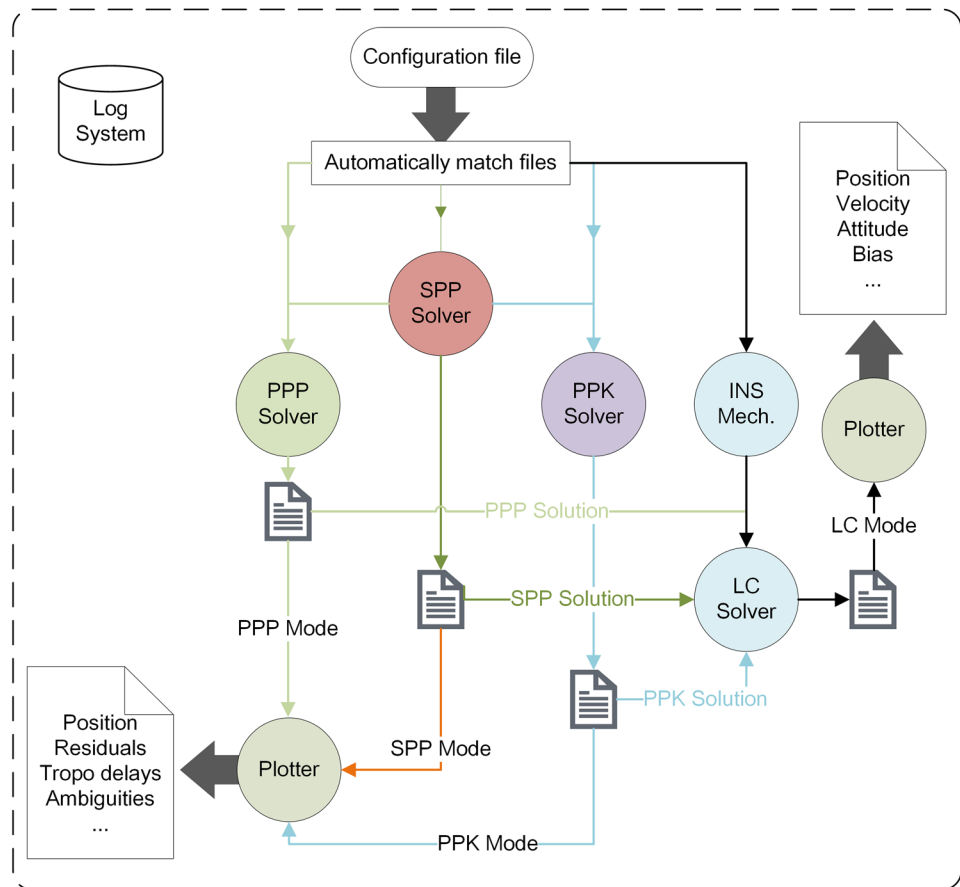 Configuration file
Log
System
Automatically match files
Position
Velocity
Attitude
Bias
...
SPP
Solver
PPP
Solver
PPK
Solver
INS
Mech.
Plotter
PPP Solution
LC Mode
SPP Solution
LC
Solver
PPP Mode
PPK Solution
Position
Residuals
Tropo delays
Ambiguities
...
SPP Mode
Plotter
PPK Mode